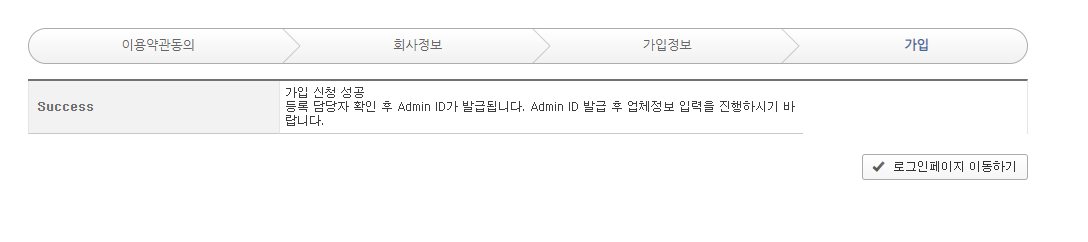 이용약관동의
회사정보
가입정보
가입
Success
가입 신청 성공
등록 담당자 확인 후 Admin ID가 발급됩니다. Admin ID 발급 후 업체정보 입력을 진행하시기 바
랍니다.
로그인페이지 이동하기